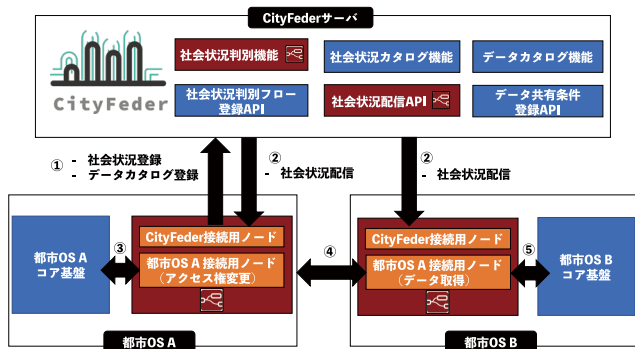 CityFederサーバ
CityFeder
社会状況判別機能
社会状況カタログ機能
データカタログ機能
社会状況判別フロー
登録API
社会状況配信API
データ共有条件
登録API
① - 社会状況登録
- データカタログ登録
②
- 社会状況配信
②
- 社会状況配信
都市OS A
コア基盤
③
CityFeder接続用ノード
都市OS A 接続用ノード
（アクセス権変更）
④
CityFeder接続用ノード
都市OS A 接続用ノード
（データ取得）
⑤
都市OS B
コア基盤
都市OS A
都市OS B